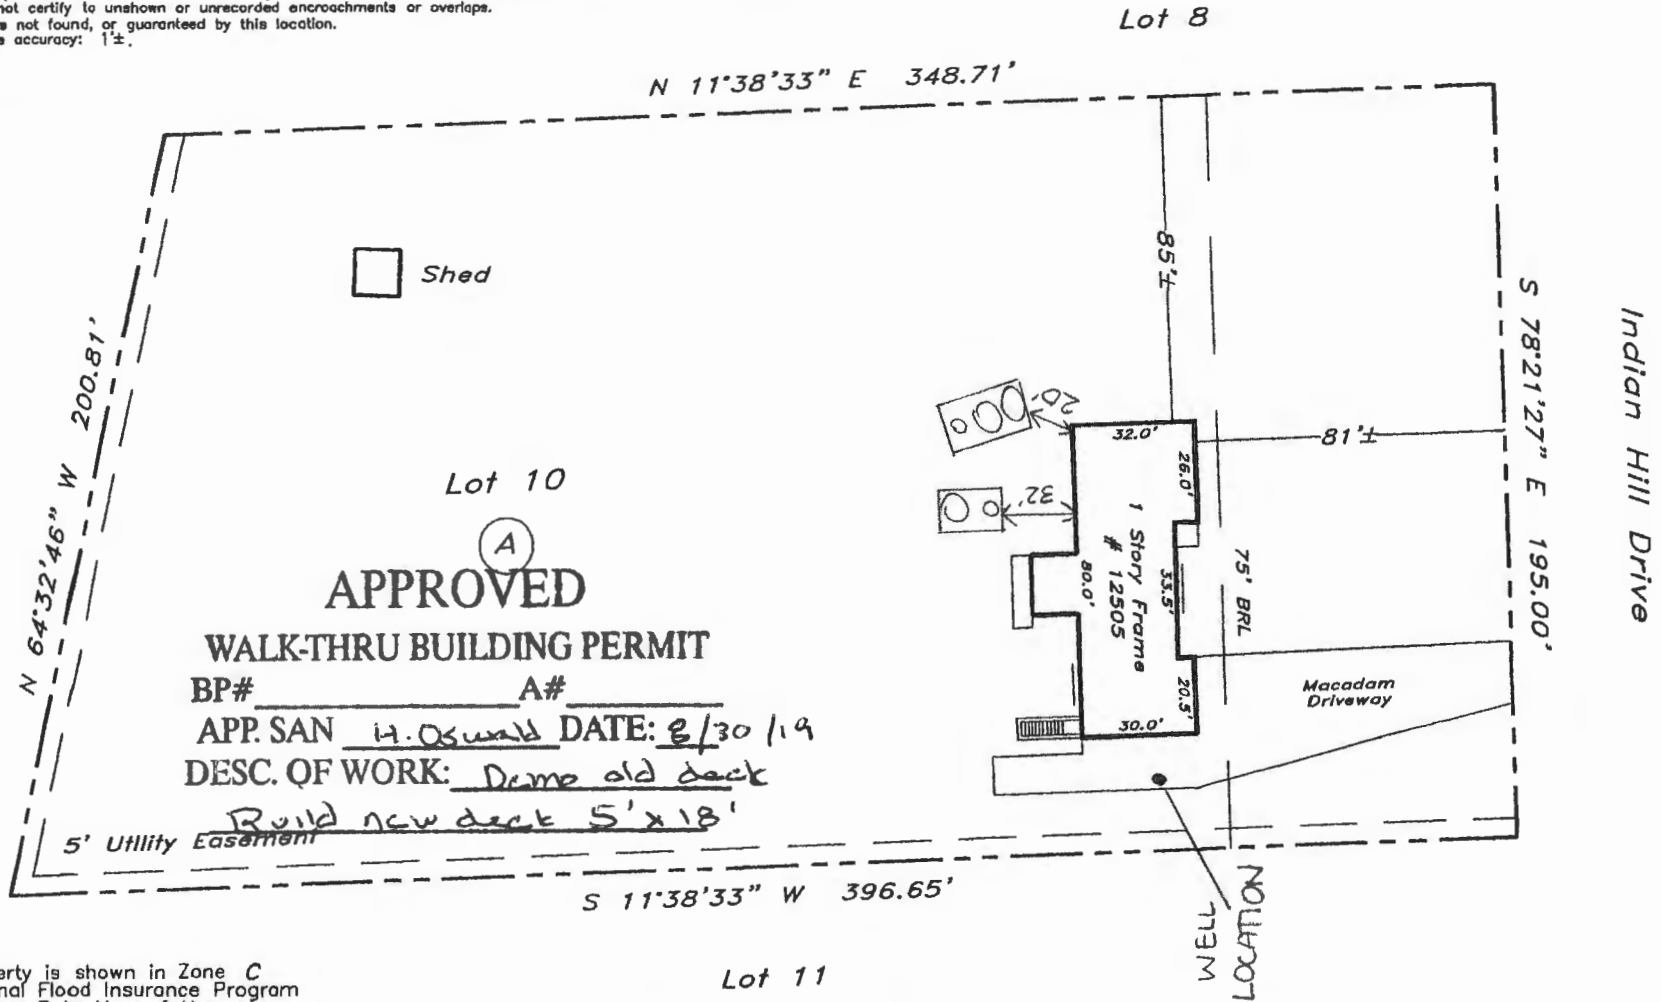 not certify to unshown or unrecorded encroachments or overlaps.
not found, or guaranteed by this location.
accuracy: 1'±.
Lot 8
N 11°38'33" E 348.71'
S 78°21'27" E 195.00'
Indian Hill Drive
N 64°32'46" W 200.81'
Shed
85'±
20'
32.0'
26.0'
81'±
32'
Lot 10
A
1 Story Frame
# 12505
80.0'
33.5'
75' BRL
APPROVED
WALK-THRU BUILDING PERMIT
BP# A#
APP. SAN H. Oswald DATE: 8/30/19
DESC. OF WORK: Demo old deck
Build new deck 5' x 18'
20.5'
30.0'
Macadam
Driveway
5' Utility Easement
S 11°38'33" W 396.65'
WELL
LOCATION
erty is shown in Zone C
nal Flood Insurance Program
Lot 11